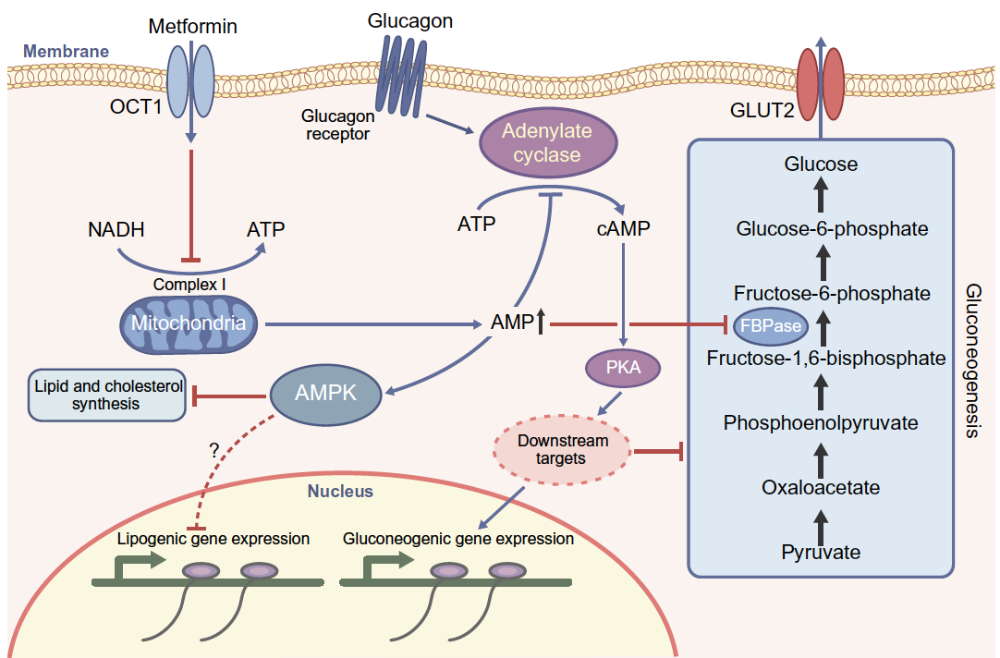 Metformin
Glucagon
Membrane
OCT1
Glucagon
receptor
Adenylate
cyclase
GLUT2
NADH
ATP
ATP
cAMP
Complex I
Mitochondria
AMP
FBPase
PKA
Lipid and cholesterol
synthesis
AMPK
?
Downstream
targets
Nucleus
Lipogenic gene expression
Gluconeogenic gene expression
Glucose
Glucose-6-phosphate
Fructose-6-phosphate
Fructose-1,6-bisphosphate
Phosphoenolpyruvate
Oxaloacetate
Pyruvate
Gluconeogenesis